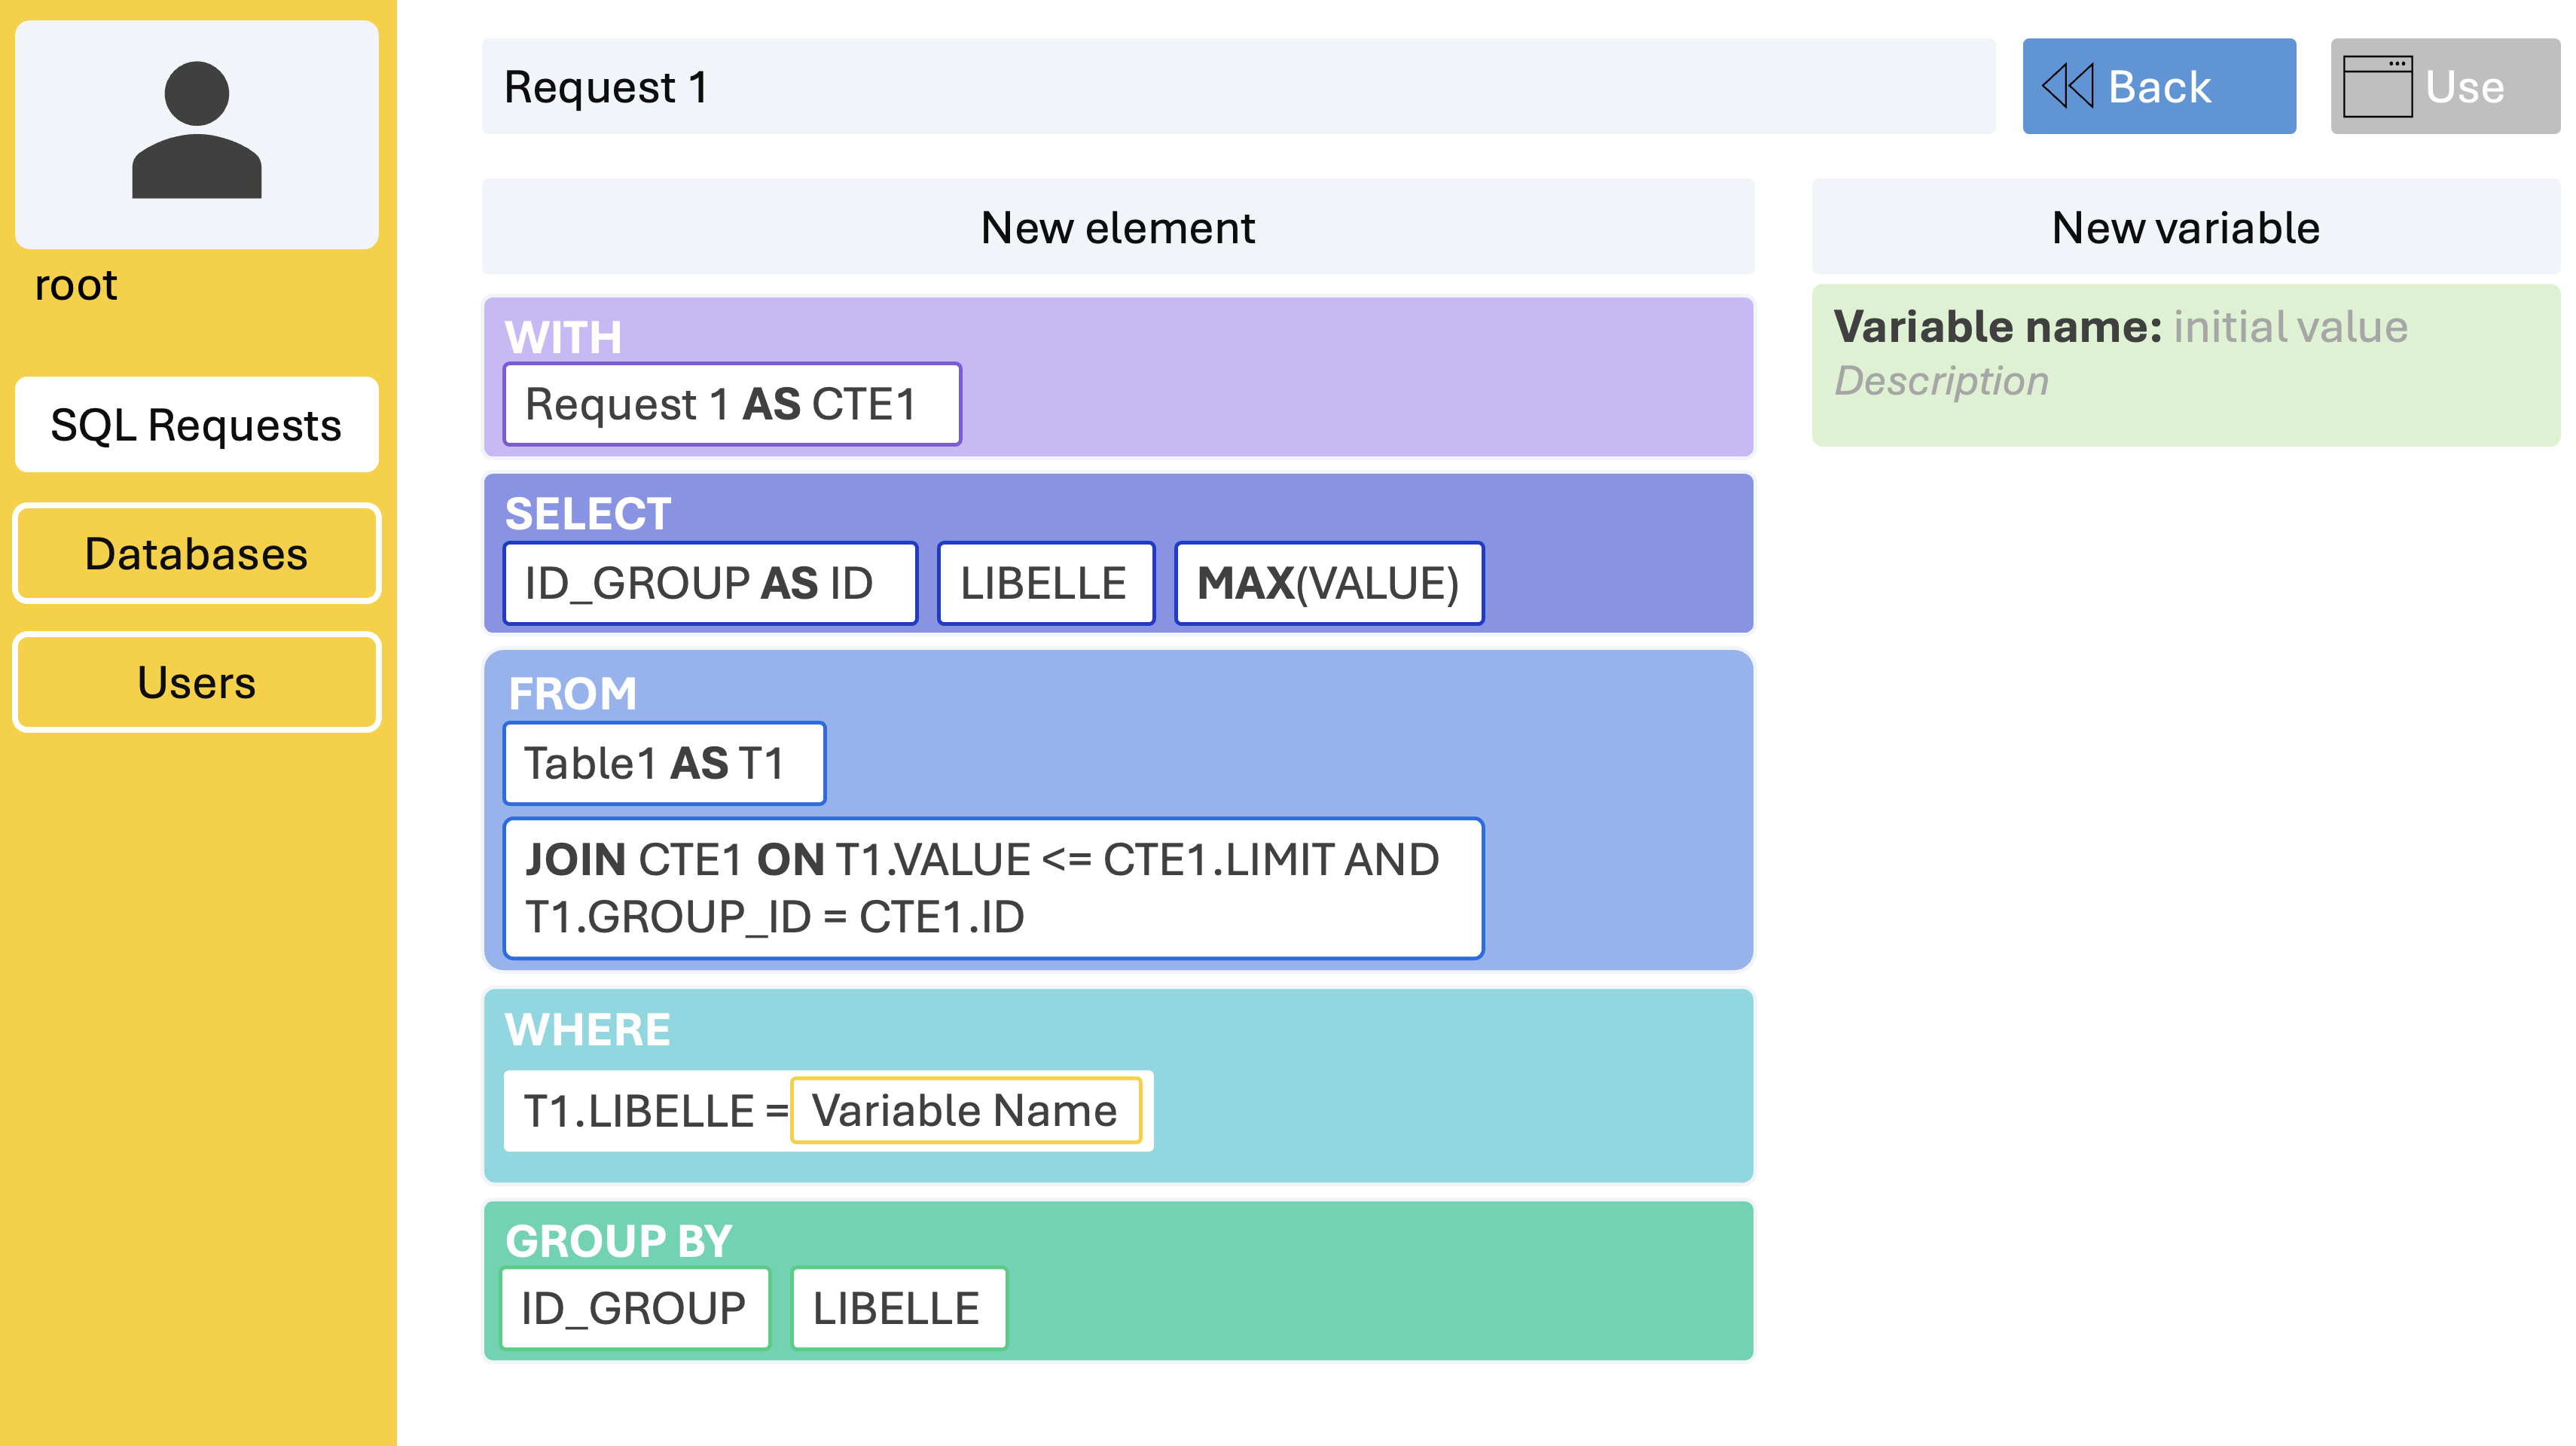 root
SQL Requests
Databases
Users
Request 1
Back
Use
New element
New variable
WITH
Request 1 AS CTE1
SELECT
ID_GROUP AS ID
LIBELLE
MAX(VALUE)
FROM
Table1 AS T1
JOIN CTE1 ON T1.VALUE <= CTE1.LIMIT AND
T1.GROUP_ID = CTE1.ID
WHERE
T1.LIBELLE = Variable Name
GROUP BY
ID_GROUP
LIBELLE
Variable name: initial value
Description